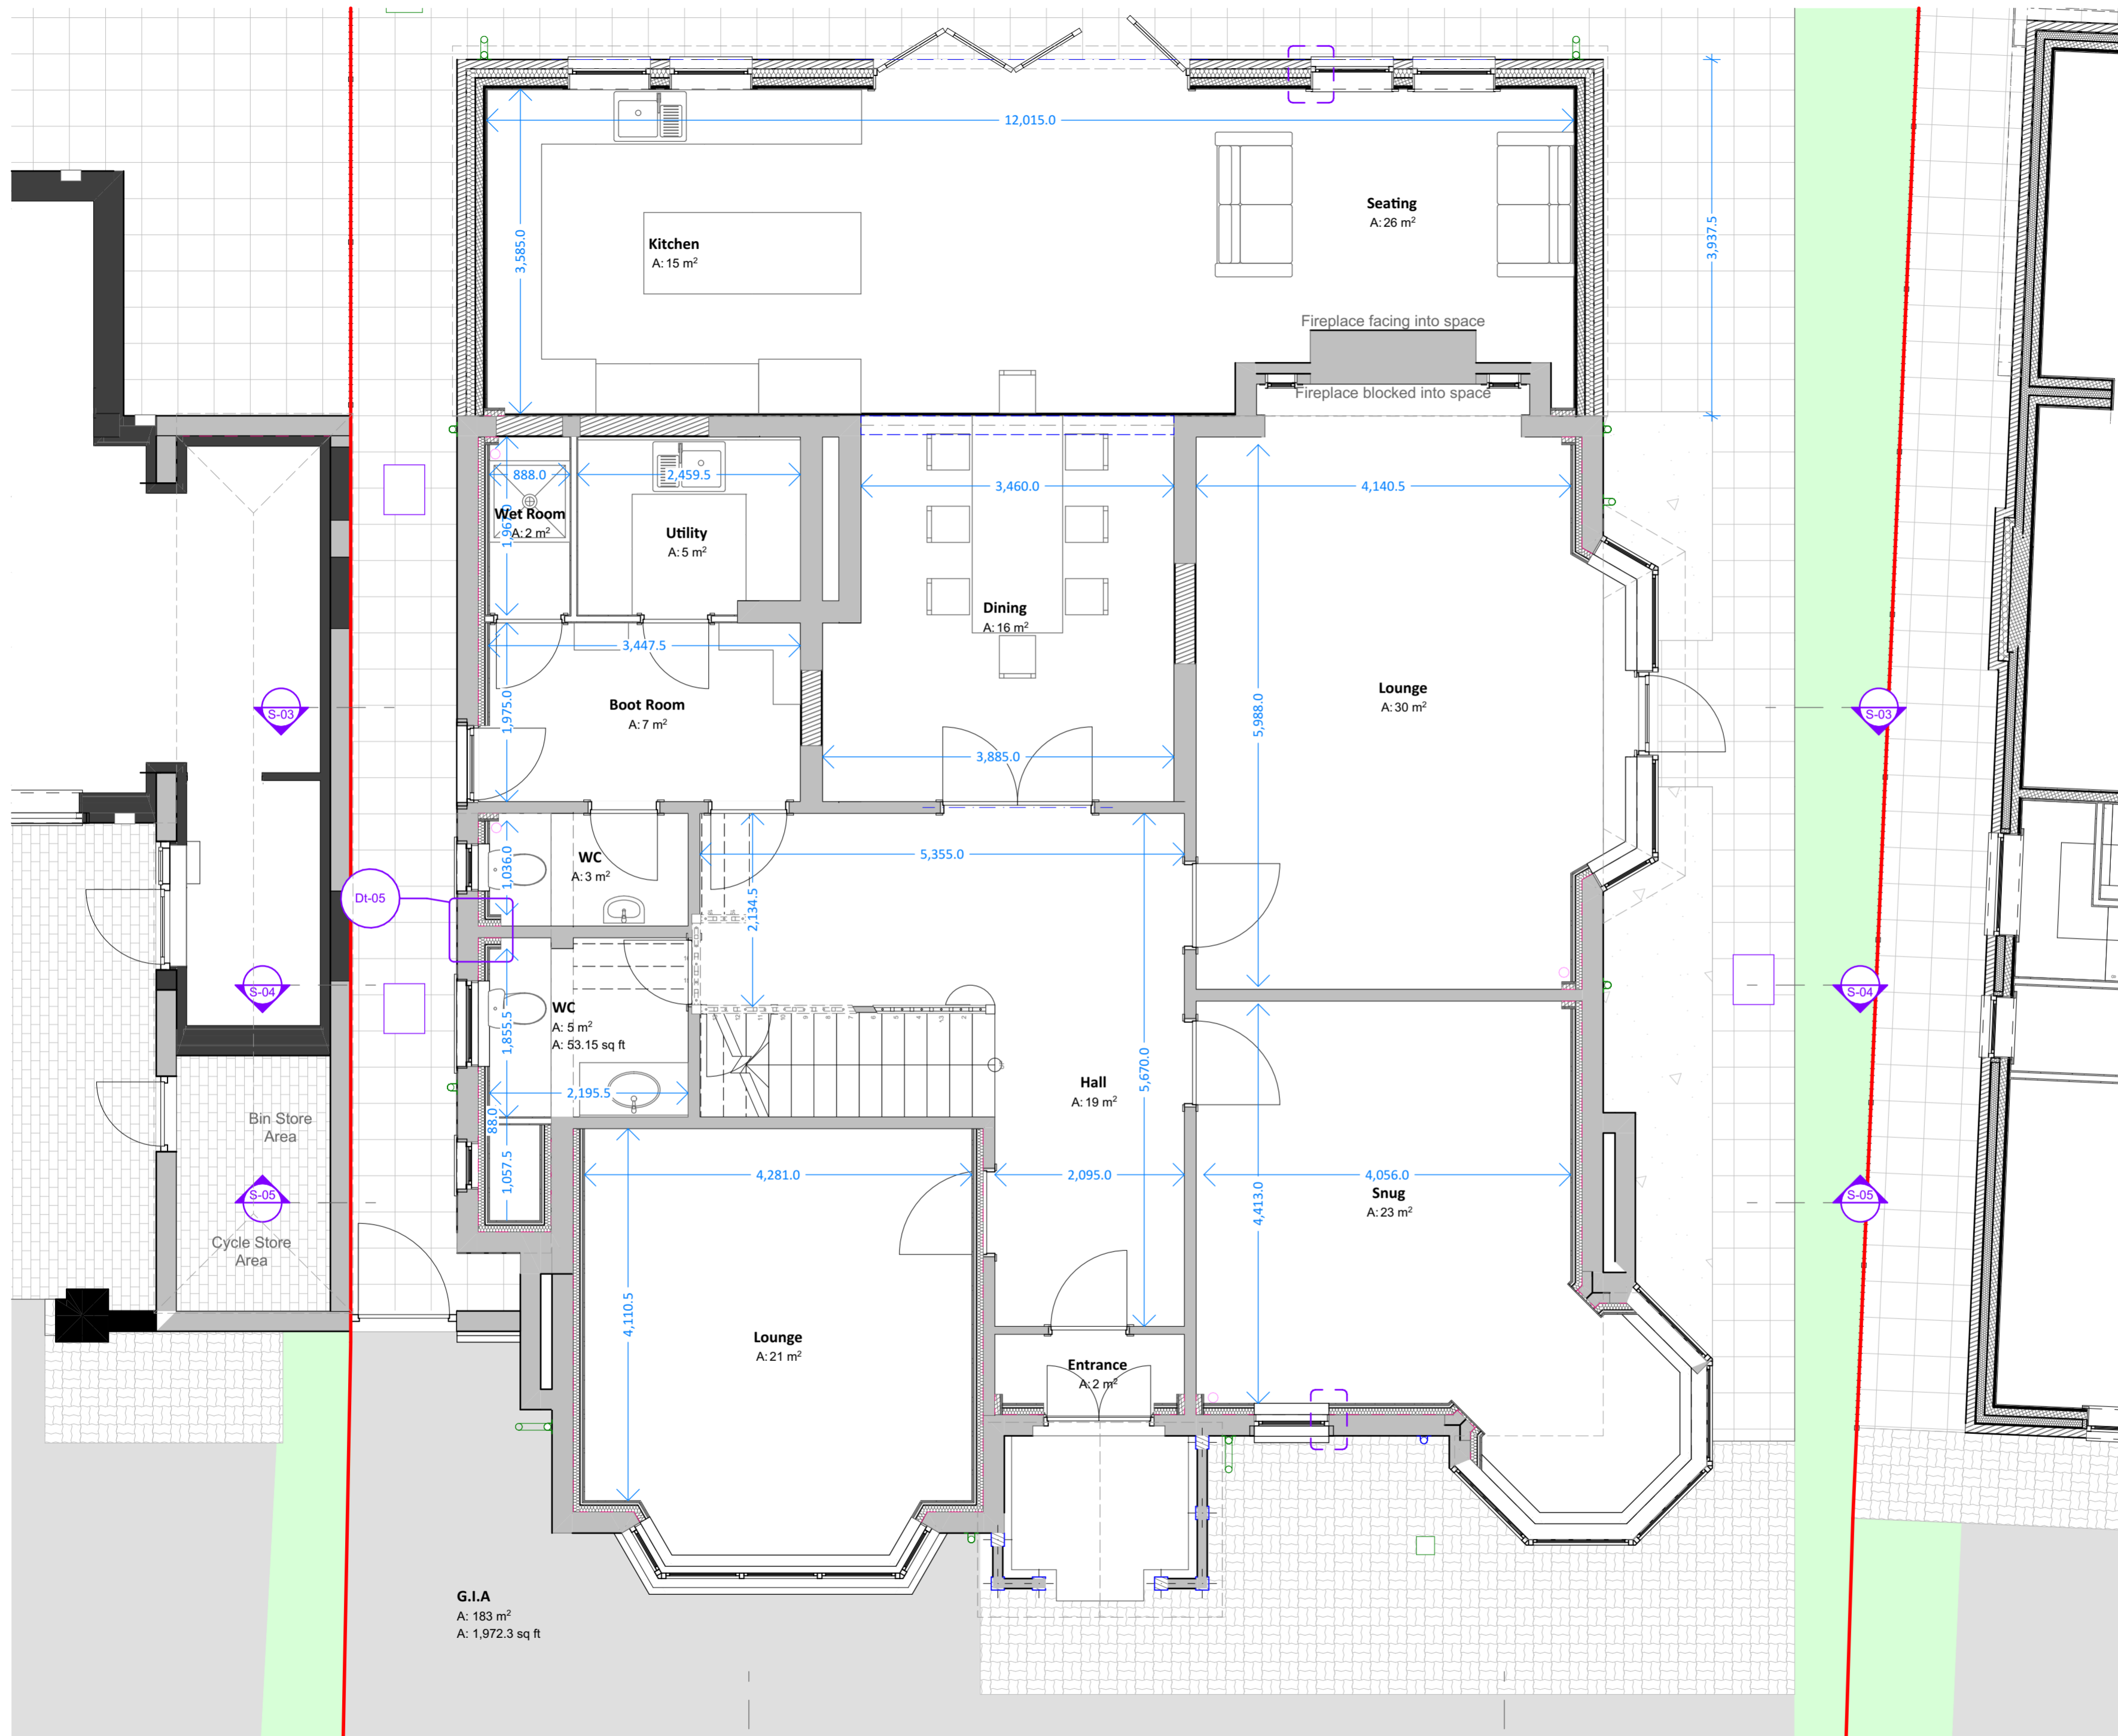 12,015.0
3,585.0
3,937.5
Kitchen
A: 15 m²
Seating
A: 26 m²
Fireplace facing into space
Fireplace blocked into space
888.0
2,459.5
3,460.0
4,140.5
Wet Room
A: 2 m²
Utility
A: 5 m²
Dining
A: 16 m²
3,447.5
1,975.0
Boot Room
A: 7 m²
Lounge
A: 30 m²
5,988.0
3,885.0
S-03
S-03
1,036.0
WC
A: 3 m²
5,355.0
2,134.5
Dt-05
S-04
S-04
WC
A: 5 m²
A: 53.15 sq ft
1,855.5
2,195.5
888.0
1,057.5
Hall
A: 19 m²
5,670.0
Bin Store
Area
Cycle Store
Area
S-05
S-05
4,281.0
2,095.0
4,056.0
Snug
A: 23 m²
4,413.0
4,110.5
Lounge
A: 21 m²
Entrance
A: 2 m²
G.I.A
A: 183 m²
A: 1,972.3 sq ft